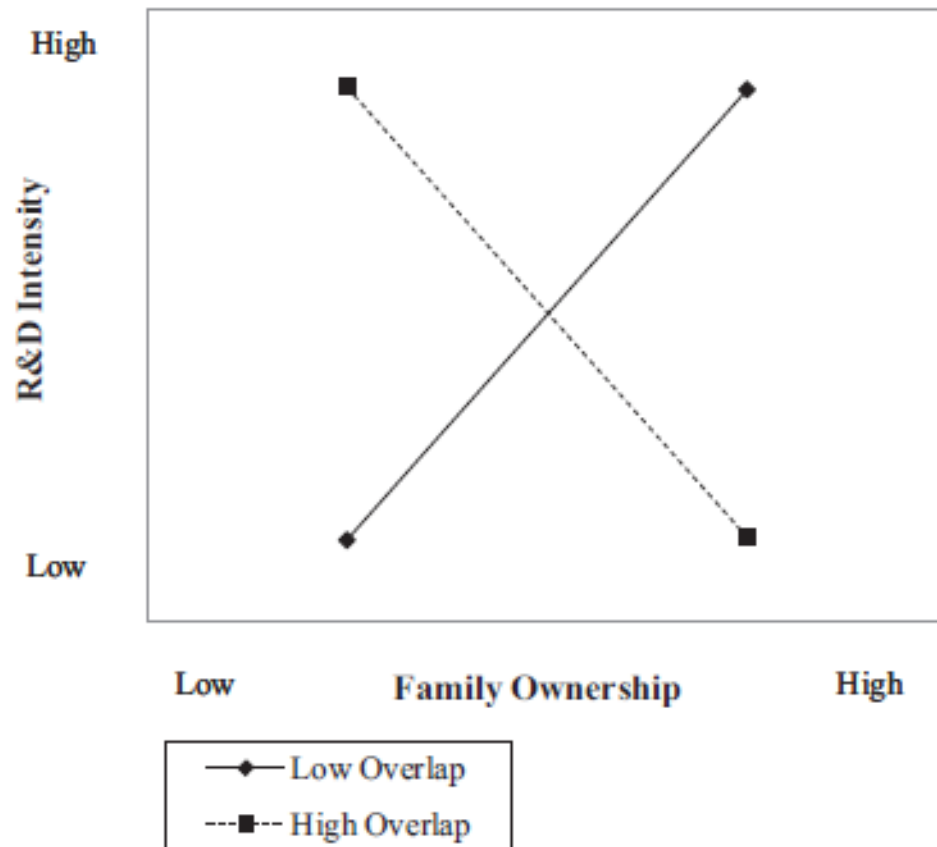 High
R&D Intensity
Low
Low Family Ownership High
Low Overlap
High Overlap